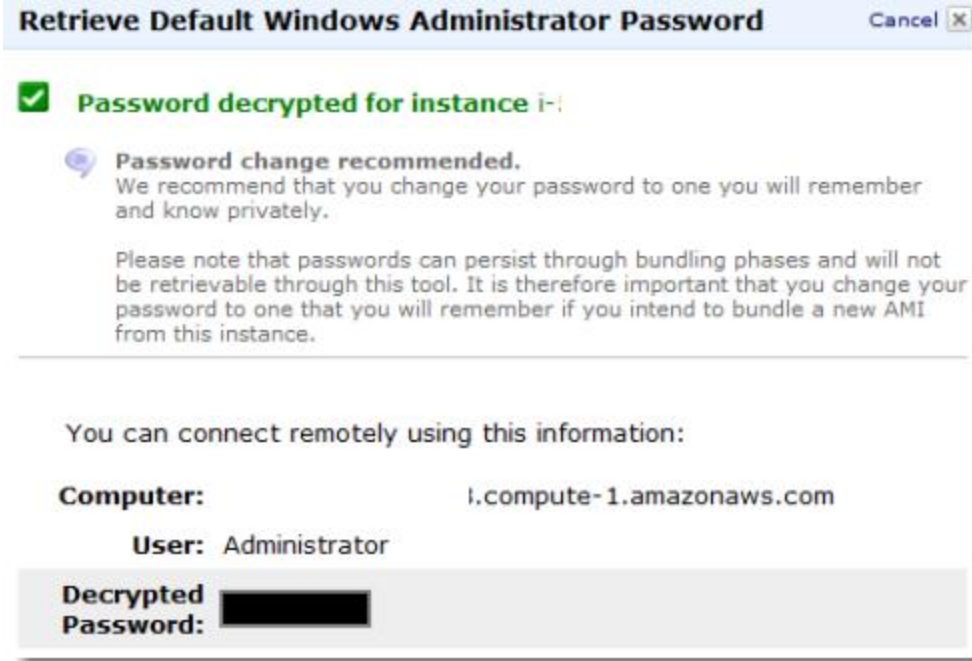 Retrieve Default Windows Administrator Password Cancel
Password decrypted for instance i-
Password change recommended.
We recommend that you change your password to one you will remember
and know privately.
Please note that passwords can persist through bundling phases and will not
be retrievable through this tool. It is therefore important that you change your
password to one that you will remember if you intend to bundle a new AMI
from this instance.
You can connect remotely using this information:
Computer: .compute-1.amazonaws.com
User: Administrator
Decrypted
Password: